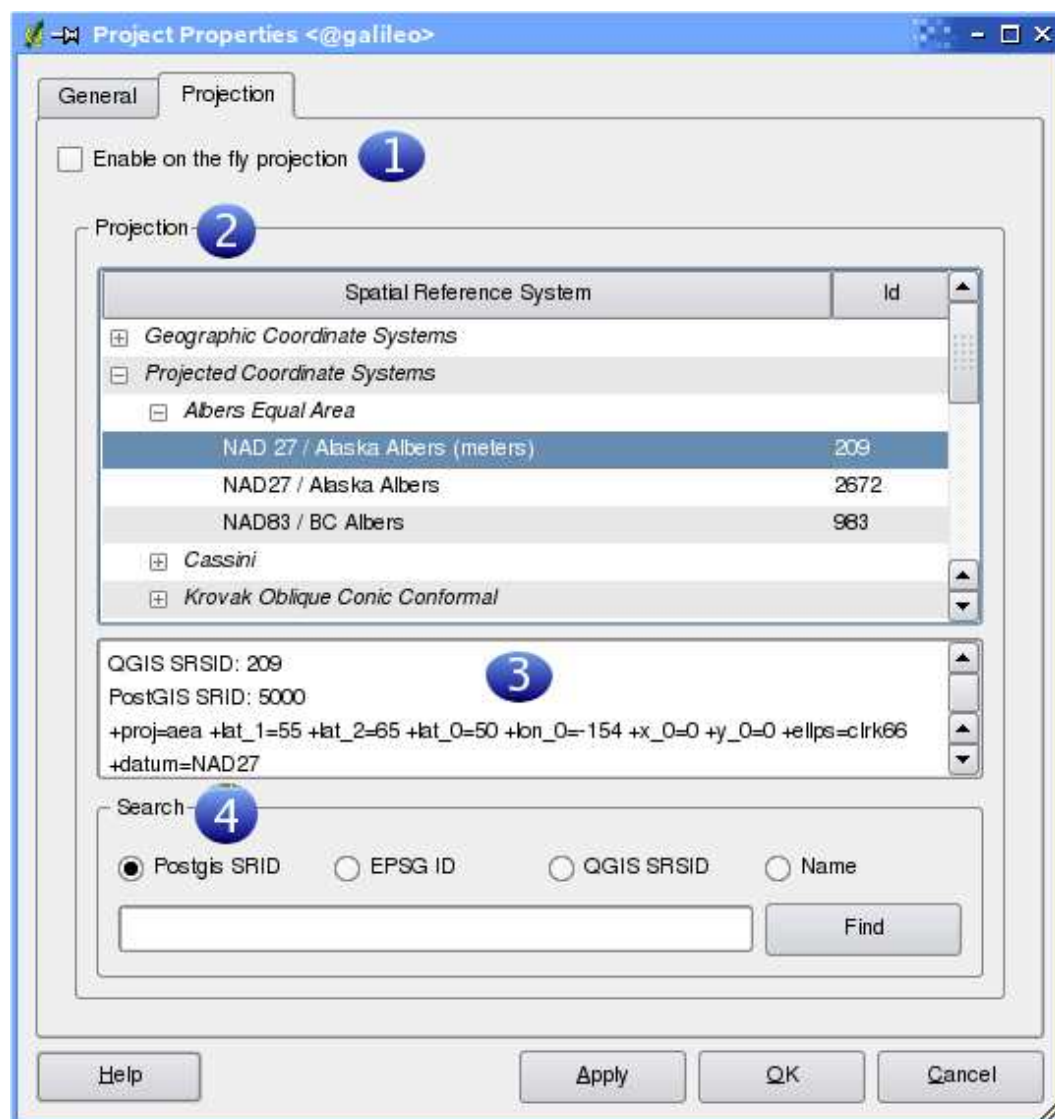 Project Properties <@galileo>
General Projection
Enable on the fly projection 1
Projection 2
Spatial Reference System Id
Geographic Coordinate Systems
Projected Coordinate Systems
Albers Equal Area
NAD 27 / Alaska Albers (meters) 209
NAD27 / Alaska Albers 2672
NAD83 / BC Albers 983
Cassini
Krovak Oblique Conic Conformal
QGIS SRSID: 209 3
PostGIS SRID: 5000
+proj=aea +lat_1=55 +lat_2=65 +lat_0=50 +lon_0=-154 +x_0=0 +y_0=0 +ellps=clrk66
+datum=NAD27
Search 4
Postgis SRID EPSG ID QGIS SRSID Name
Find
Help Apply OK Cancel